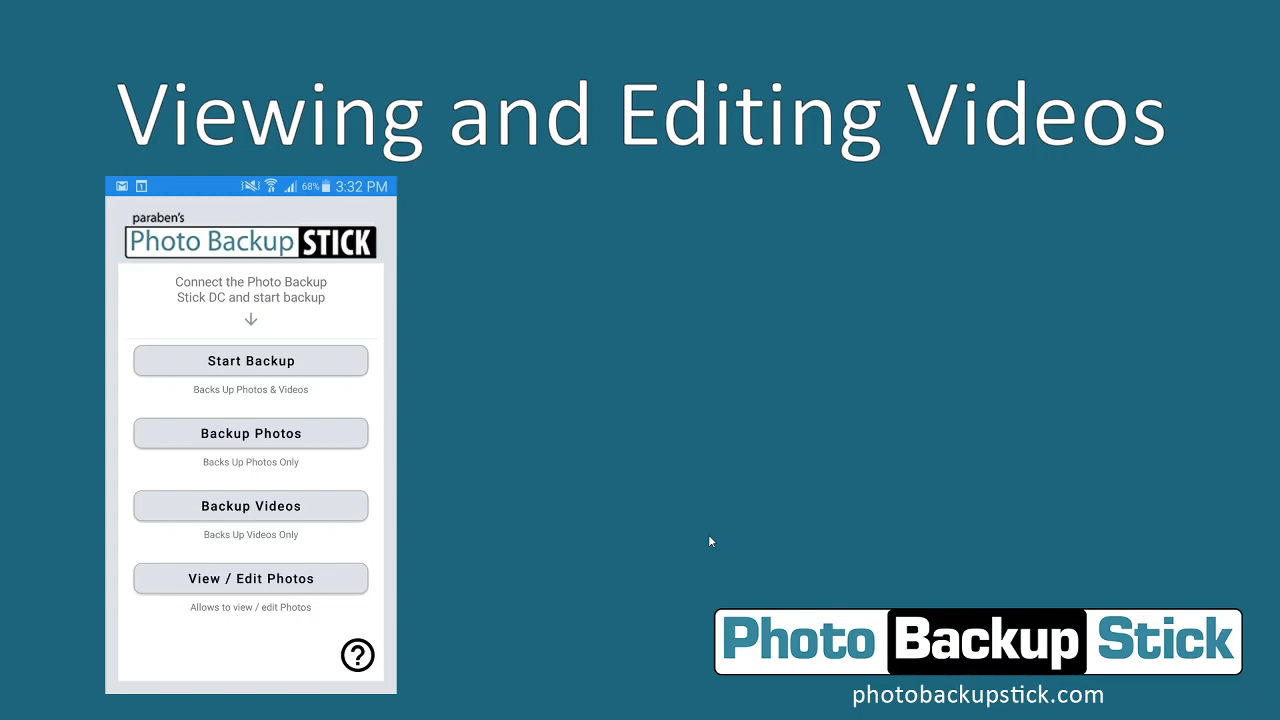 Viewing and Editing Videos
1
68%
3:32 PM
paraben's
Photo Backup STICK
Connect the Photo Backup
Stick DC and start backup
Start Backup
Backs Up Photos & Videos
Backup Photos
Backs Up Photos Only
Backup Videos
Backs Up Videos Only
View / Edit Photos
Allows to view / edit Photos
?
Photo Backup Stick
photobackupstick.com